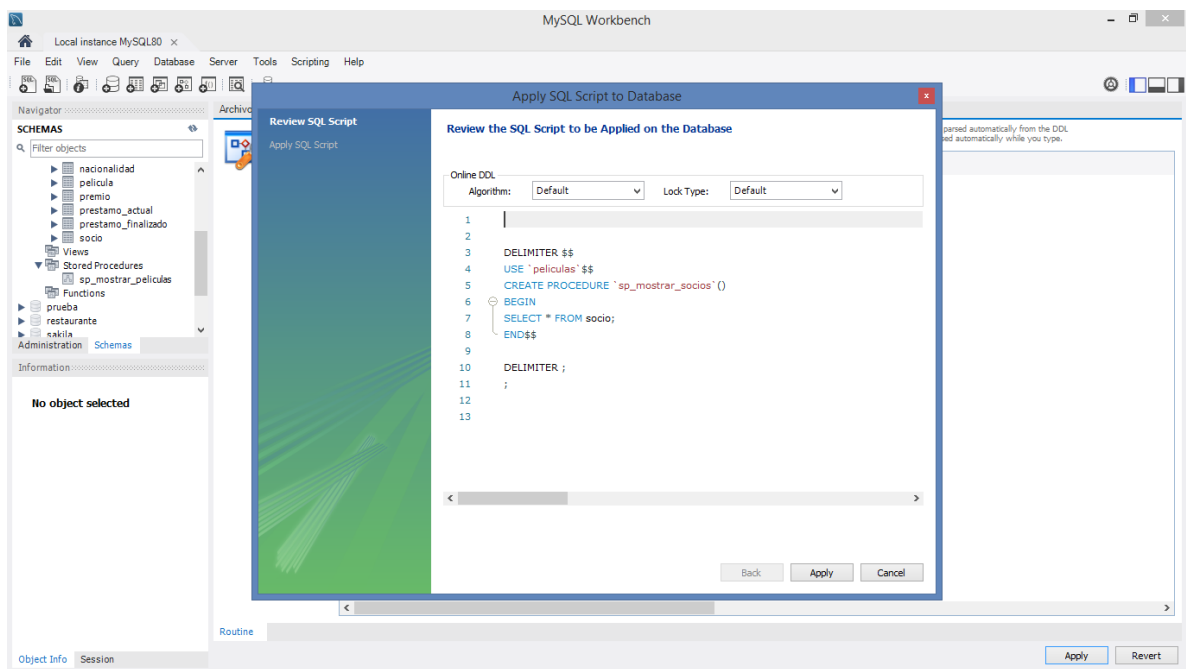 MySQL Workbench
Local instance MySQL80 ×
File Edit View Query Database Server Tools Scripting Help
Navigator
SCHEMAS
Filter objects
nacionalidad
pelicula
premio
prestamo_actual
prestamo_finalizado
socio
Views
Stored Procedures
sp_mostrar_peliculas
Functions
prueba
restaurante
sakila
Administration Schemas
Information
No object selected
Object Info Session
Archivo
Apply SQL Script to Database
Review SQL Script
Apply SQL Script
Review the SQL Script to be Applied on the Database
Online DDL
Algorithm: Default Lock Type: Default
1
2
3 DELIMITER $$
4 USE `peliculas`$$
5 CREATE PROCEDURE `sp_mostrar_socios`()
6 BEGIN
7 SELECT * FROM socio;
8 END$$
9
10 DELIMITER ;
11 ;
12
13
Back Apply Cancel
parsed automatically from the DDL
ed automatically while you type.
Routine
Apply Revert